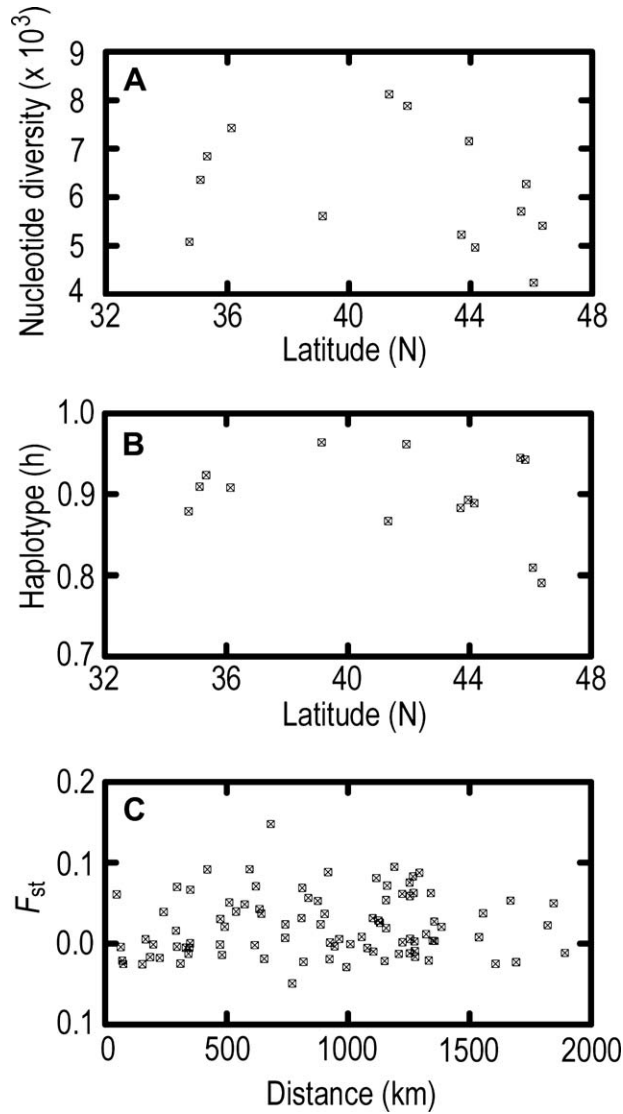 A
Nucleotide diversity (x 10³)
9
8
7
6
5
4
32 36 40 44 48
Latitude (N)
B
Haplotype (h)
1.0
0.9
0.8
0.7
32 36 40 44 48
Latitude (N)
C
Fst
0.2
0.1
0.0
0.1
0 500 1000 1500 2000
Distance (km)